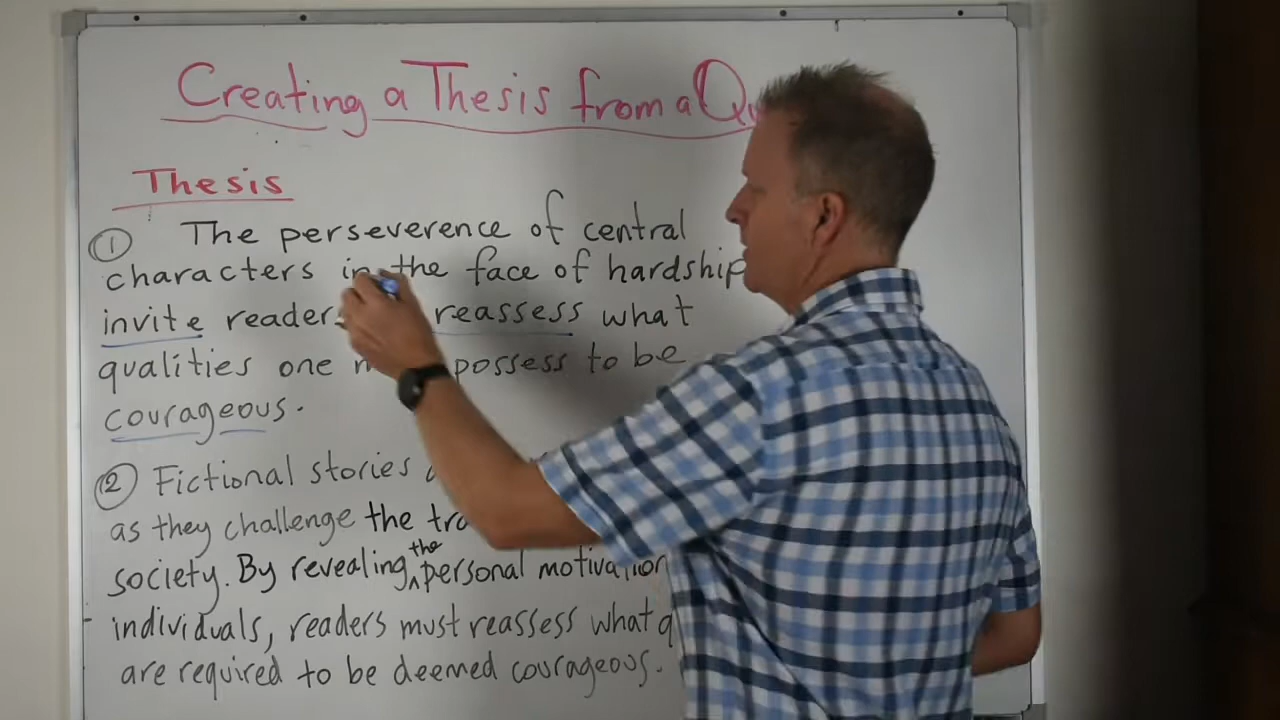 Creating a Thesis from a
Thesis
① The perseverence of central
characters in the face of hardship
invite reader reassess what
qualities one possess to be
courageous.
② Fictional stories
as they challenge the
society. By revealing the personal motivation
individuals, readers must reassess what
are required to be deemed courageous.